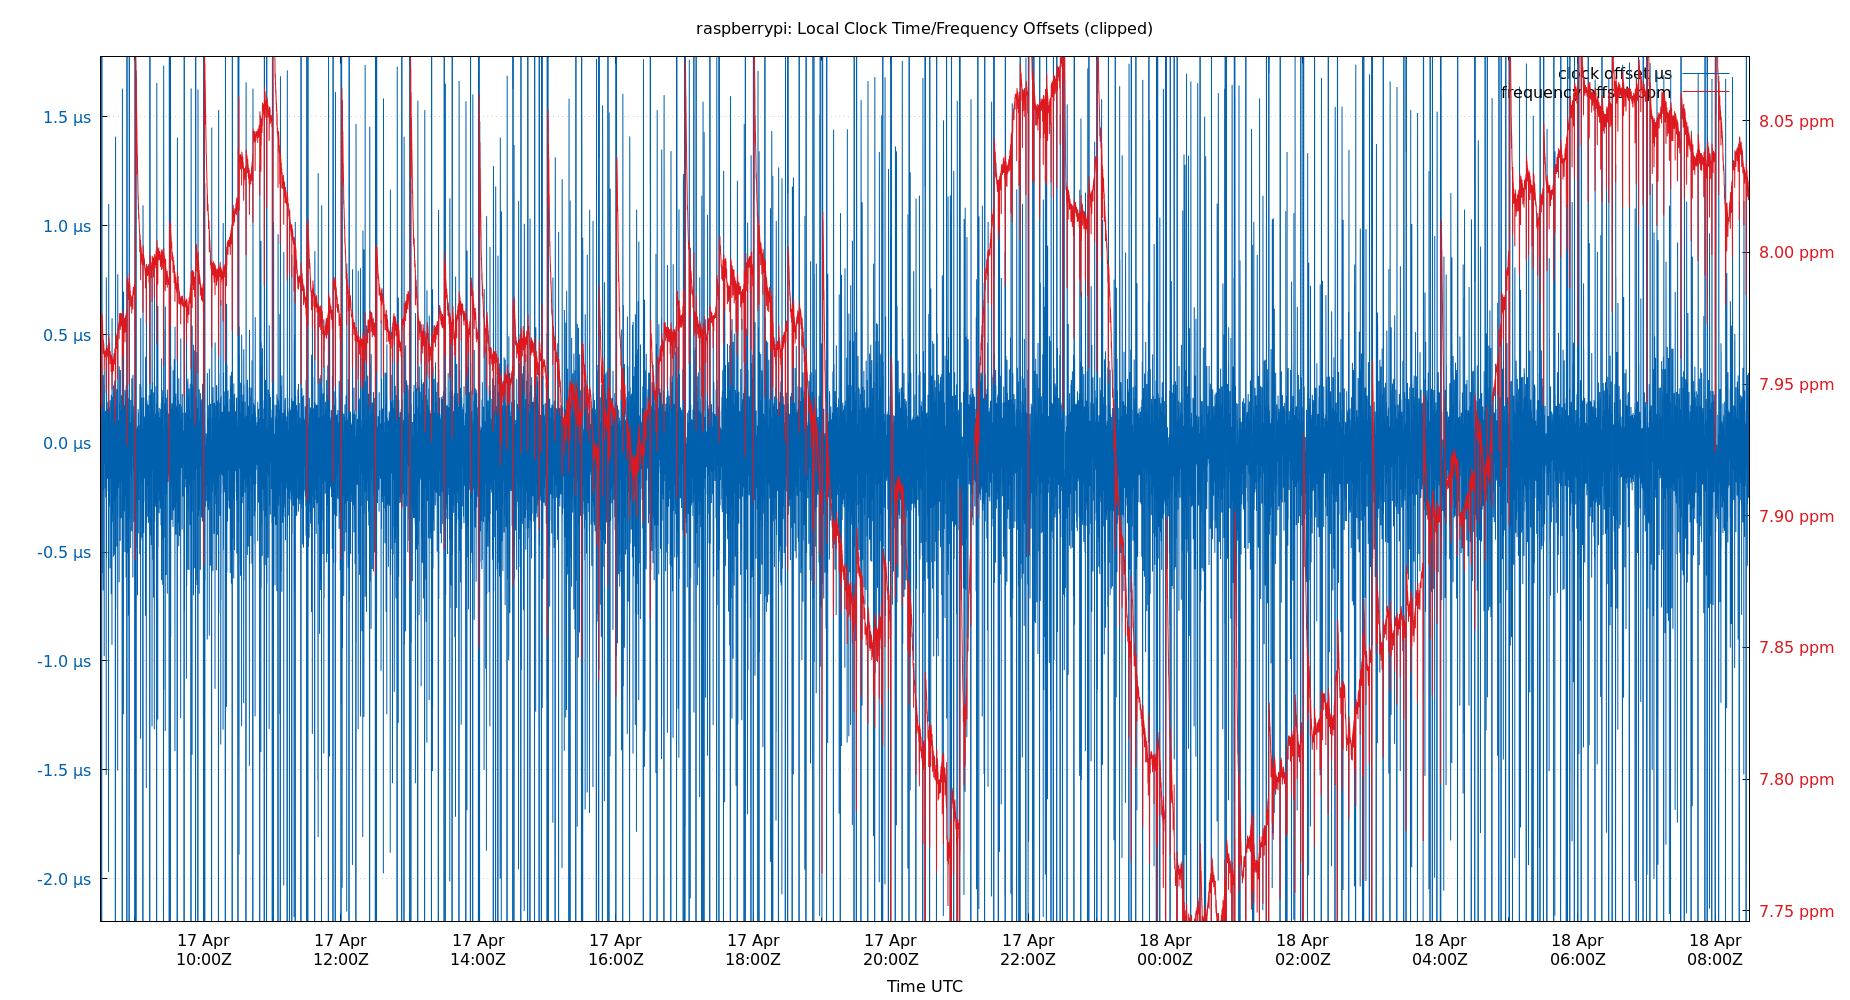 raspberrypi: Local Clock Time/Frequency Offsets (clipped)
clock offset µs
frequency offset ppm
1.5 µs
1.0 µs
0.5 µs
0.0 µs
-0.5 µs
-1.0 µs
-1.5 µs
-2.0 µs
8.05 ppm
8.00 ppm
7.95 ppm
7.90 ppm
7.85 ppm
7.80 ppm
7.75 ppm
17 Apr 17 Apr 17 Apr 17 Apr 17 Apr 17 Apr 17 Apr 18 Apr 18 Apr 18 Apr 18 Apr 18 Apr
10:00Z 12:00Z 14:00Z 16:00Z 18:00Z 20:00Z 22:00Z 00:00Z 02:00Z 04:00Z 06:00Z 08:00Z
Time UTC